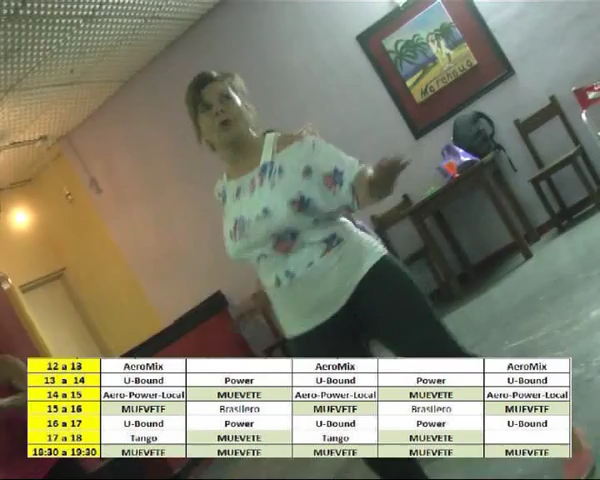 Merengue
12 a 13 AeroMix AeroMix AeroMix
13 a 14 U-Bound Power U-Bound Power U-Bound
14 a 15 Aero-Power-Local MUEVETE Aero-Power-Local MUEVETE Aero-Power-Local
15 a 16 MUEVETE Brasilero MUEVETE Brasilero MUEVETE
16 a 17 U-Bound Power U-Bound Power U-Bound
17 a 18 Tango MUEVETE Tango MUEVETE
18:30 a 19:30 MUEVETE MUEVETE MUEVETE MUEVETE MUEVETE